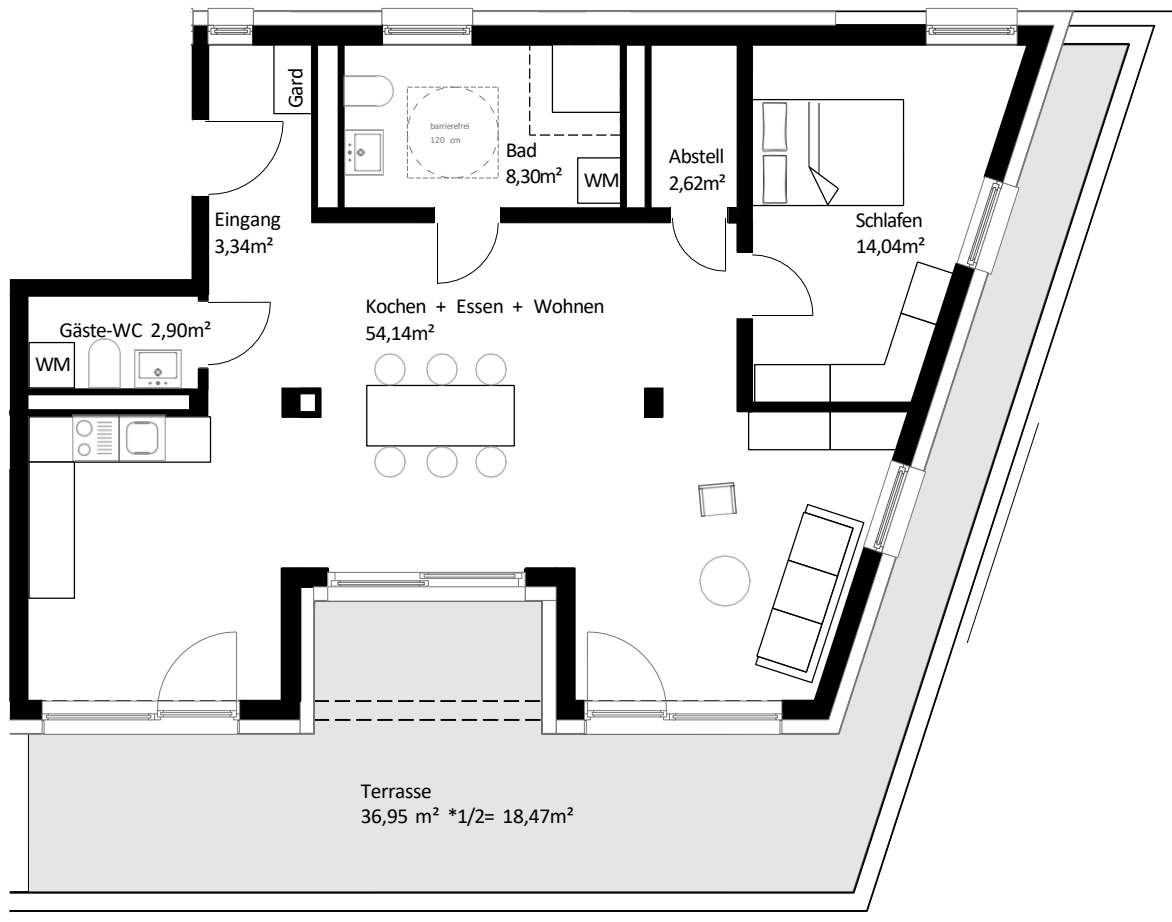 Gard
barrierefrei
120 cm
Bad
8,30m²
WM
Abstell
2,62m²
Eingang
3,34m²
Schlafen
14,04m²
Kochen + Essen + Wohnen
54,14m²
Gäste-WC 2,90m²
WM
Terrasse
36,95 m² *1/2= 18,47m²